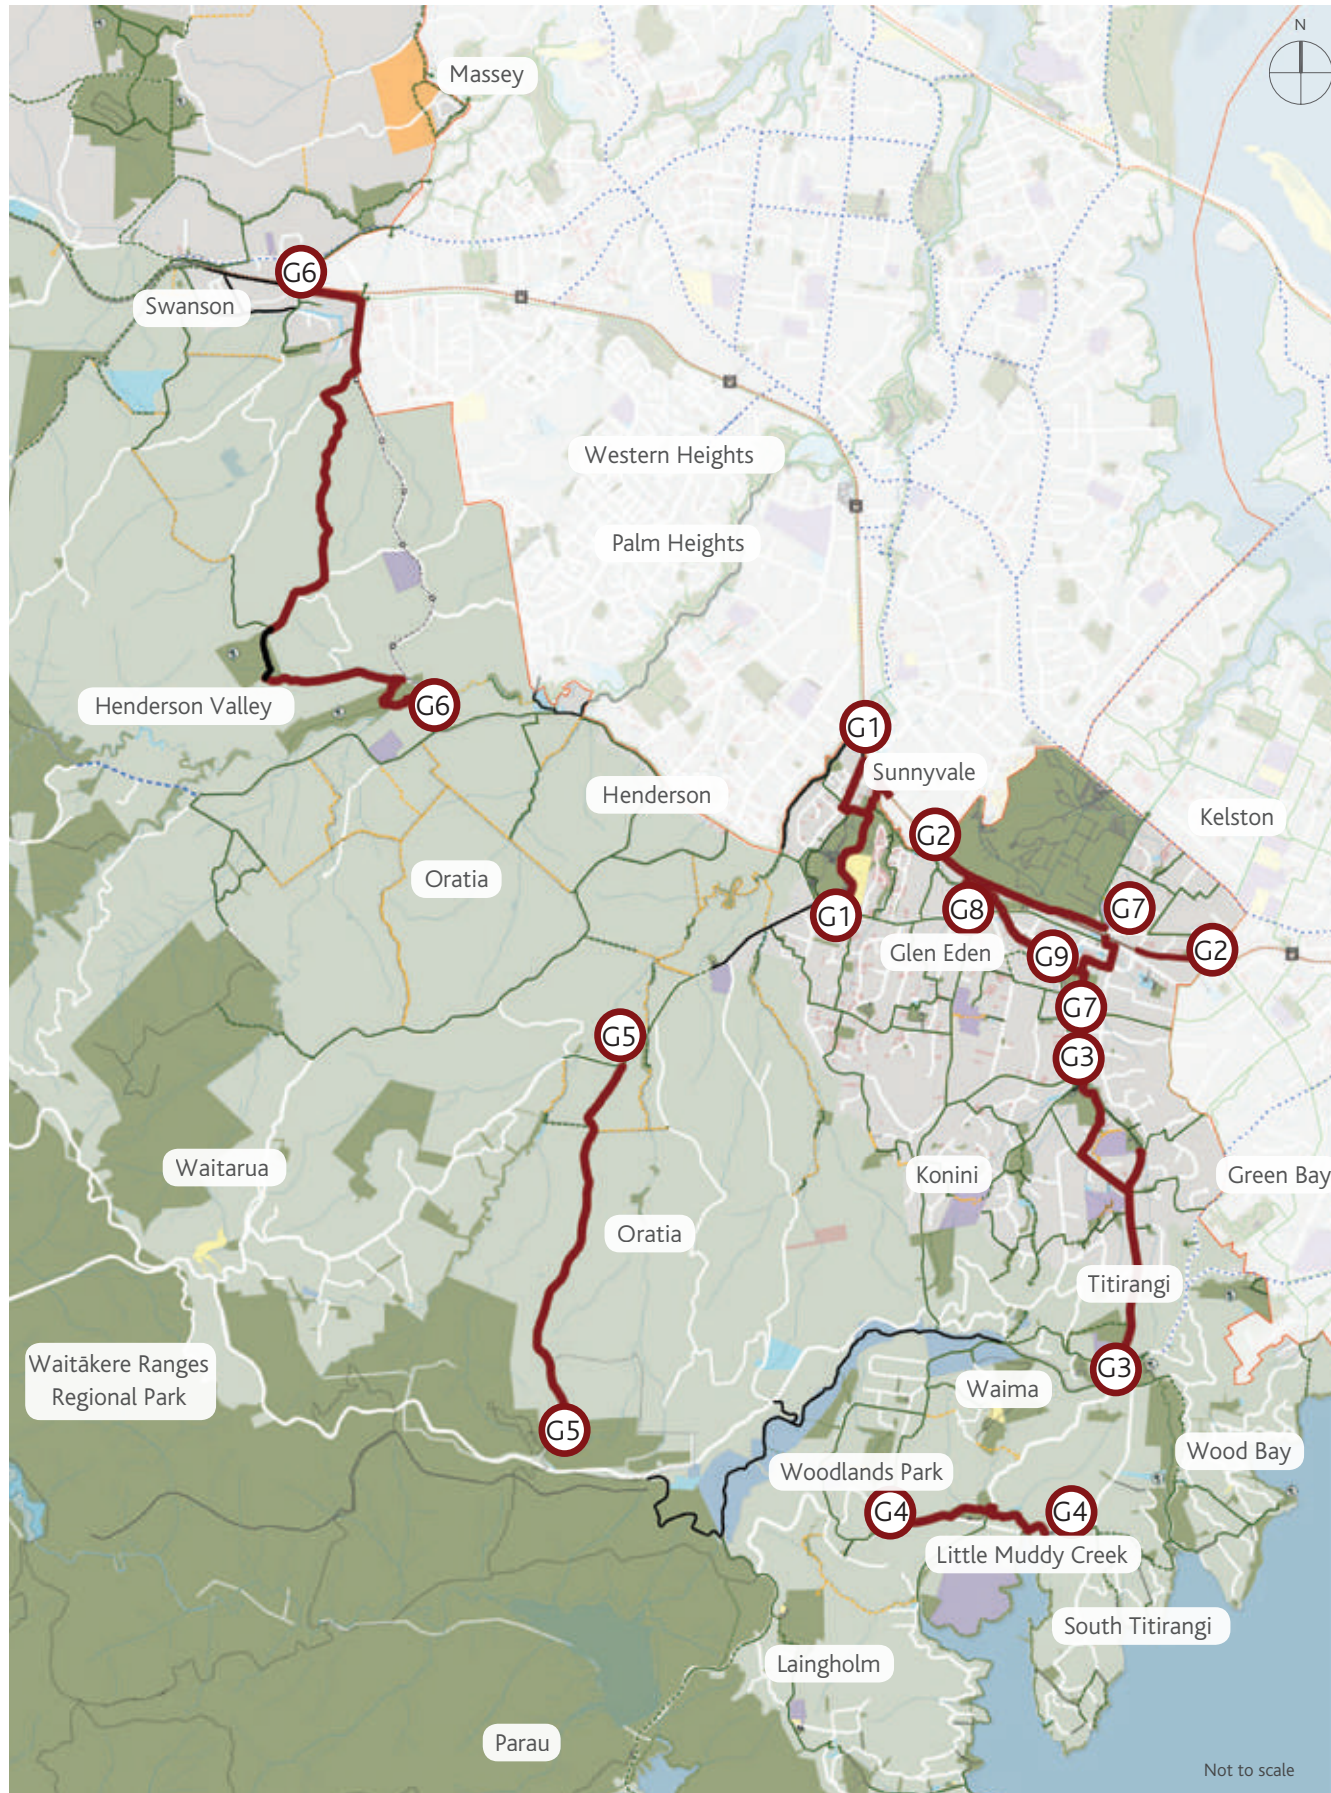 N
Massey
G6
Swanson
Western Heights
Palm Heights
Henderson Valley
G6
G1
Sunnyvale
Henderson
Kelston
G2
Oratia
G8
G7
G1
Glen Eden
G9
G2
G7
G5
G3
Waitarua
Konini
Green Bay
Oratia
Titirangi
Waitākere Ranges
Regional Park
G3
Waima
G5
Wood Bay
Woodlands Park
G4
G4
Little Muddy Creek
South Titirangi
Laingholm
Parau
Not to scale